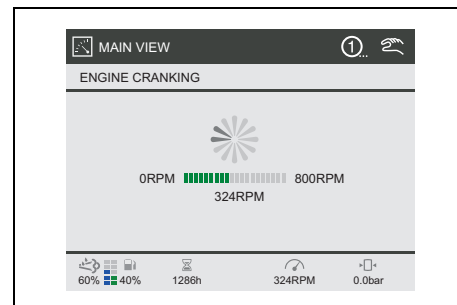 MAIN VIEW 1...
ENGINE CRANKING
0RPM 800RPM
324RPM
60% 40% 1286h 324RPM 0.0bar